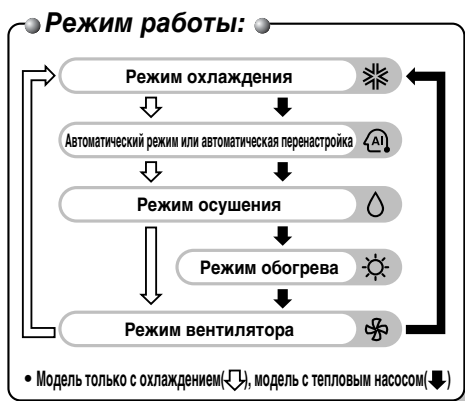 Режим работы:
Режим охлаждения
Автоматический режим или автоматическая перенастройка
AI
Режим осушения
Режим обогрева
Режим вентилятора
• Модель только с охлаждением(⇩), модель с тепловым насосом(⬇)